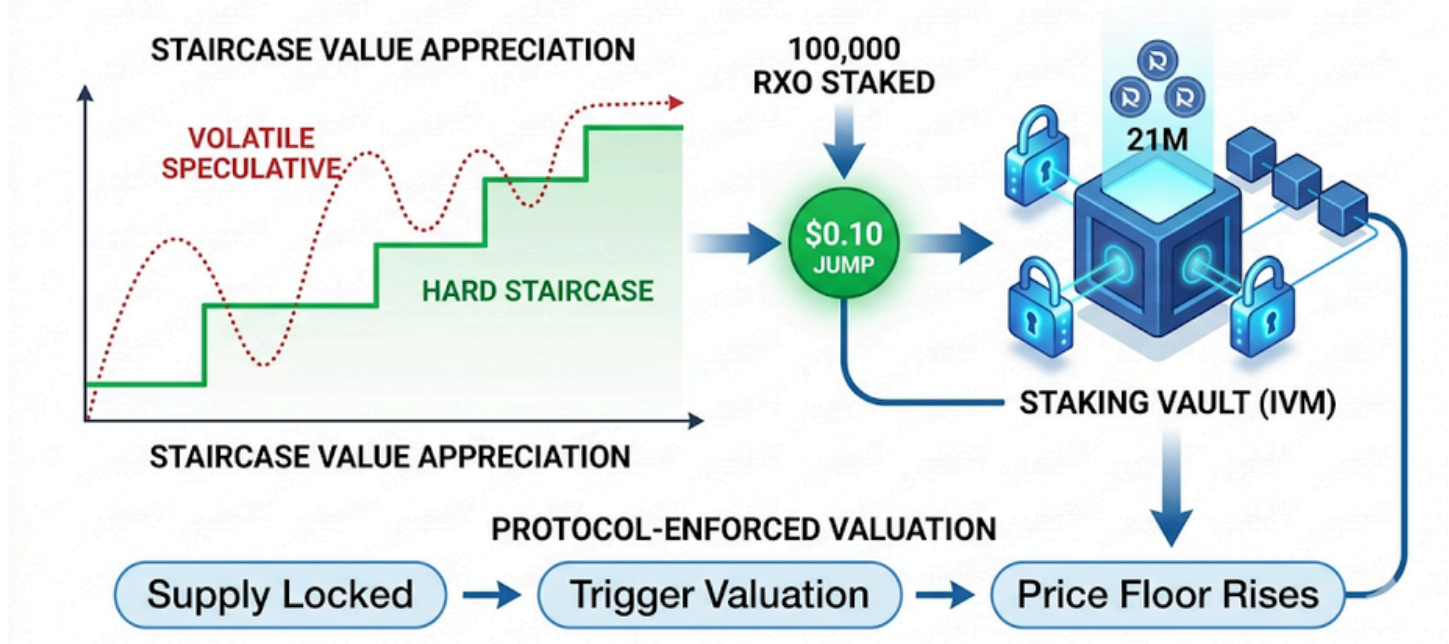 STAIRCASE VALUE APPRECIATION
VOLATILE
SPECULATIVE
HARD STAIRCASE
STAIRCASE VALUE APPRECIATION
100,000
RXO STAKED
$0.10
JUMP
21M
STAKING VAULT (IVM)
PROTOCOL-ENFORCED VALUATION
Supply Locked
Trigger Valuation
Price Floor Rises